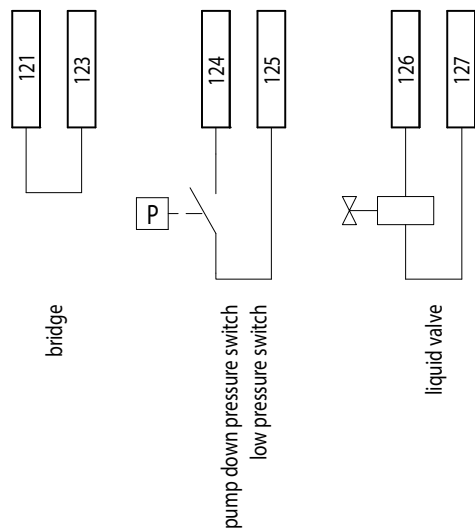 121
123
124
125
126
127
P
bridge
pump down pressure switch
low pressure switch
liquid valve